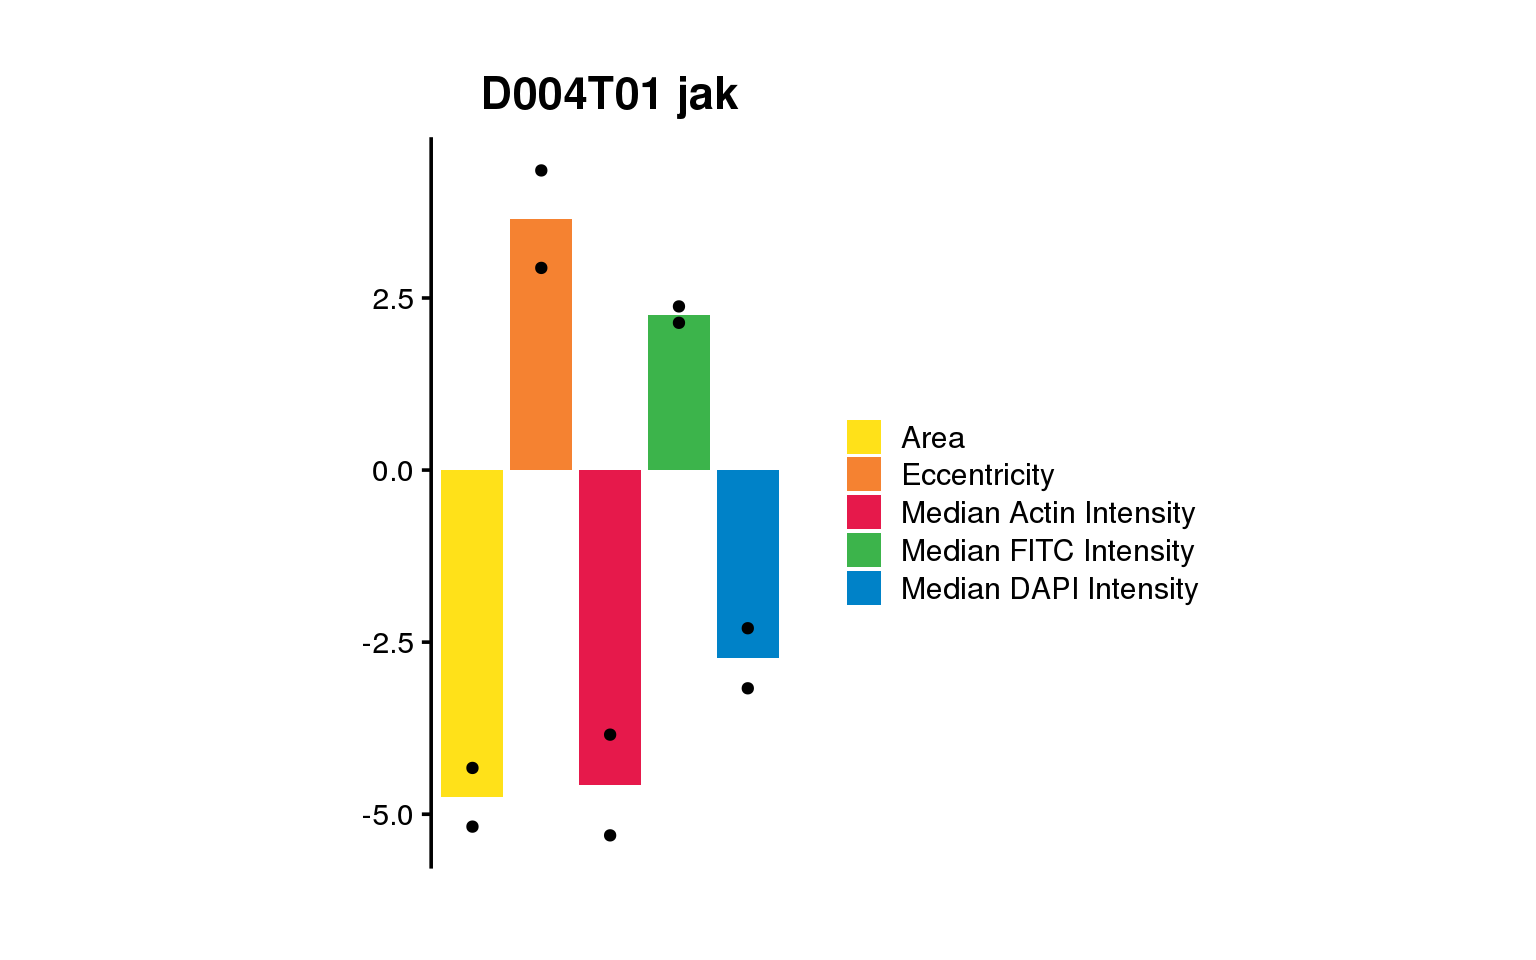 D004T01 jak
2.5
0.0
-2.5
-5.0
Area
Eccentricity
Median Actin Intensity
Median FITC Intensity
Median DAPI Intensity